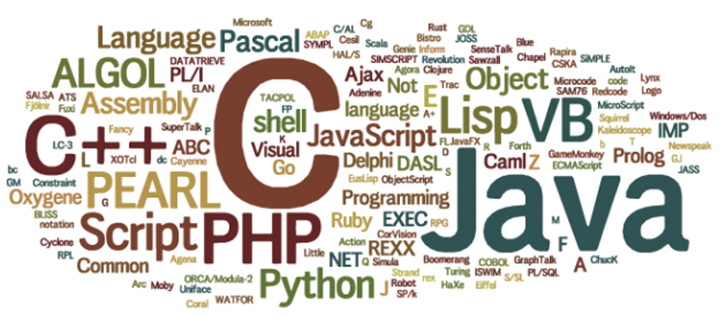 Microsoft
Language Pascal ABAP C/AL Cg Rust GDL
SYMPL Cesil Scala Bistro JOSS
HAL/S Genie Inform SenseTalk Blue
DATATRIEVE SIMSCRIPT Revolution Sawzall Chapel Rapira
ALGOL PL/I Ajax Agora Clojure Object CSKA SiMPLE
ELAN Adenine Not Trac Microcode AutoIt code Lynx
SALSA ATS TACPOL E SAM76 Redcode Logo
Fjölnir Assembly FP language A+ Lisp VB MicroScript
Fuxi SuperTalk P shell Squirrel Windows/Dos
C++ Fancy C K JavaScript FL JavaFX R Forth Kaleidoscope IMP
LC-3 ABC Visual D b T Newspeak
L XOTcl dc Cayenne Go Delphi DASL Caml Z GameMonkey Prolog GJ
bc S ECMAScript JASS
GM Constraint EusLisp ObjectScript
Oxygene PEARL G Programming Java
BLISS Ruby EXEC RPG M
notation Script PHP CorVision
Cyclone Action REXX F
RPL Little NET Q Simula Boomerang COBOL GraphTalk A ChucK
Common Agena Strand rex Turing ISWIM PL/SQL
Arc Moby ORCA/Modula-2 Python J Robot HaXe Eiffel S/SL
Uniface SP/k
Coral WATFOR